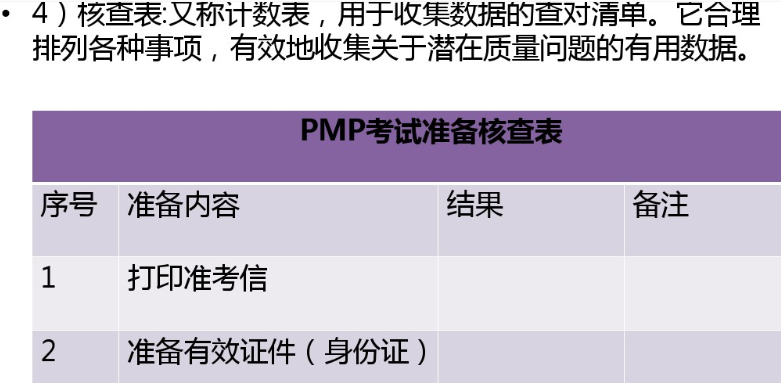 • 4）核查表:又称计数表，用于收集数据的查对清单。它合理
排列各种事项，有效地收集关于潜在质量问题的有用数据。
PMP考试准备核查表
序号 准备内容 结果 备注
1 打印准考信
2 准备有效证件（身份证）